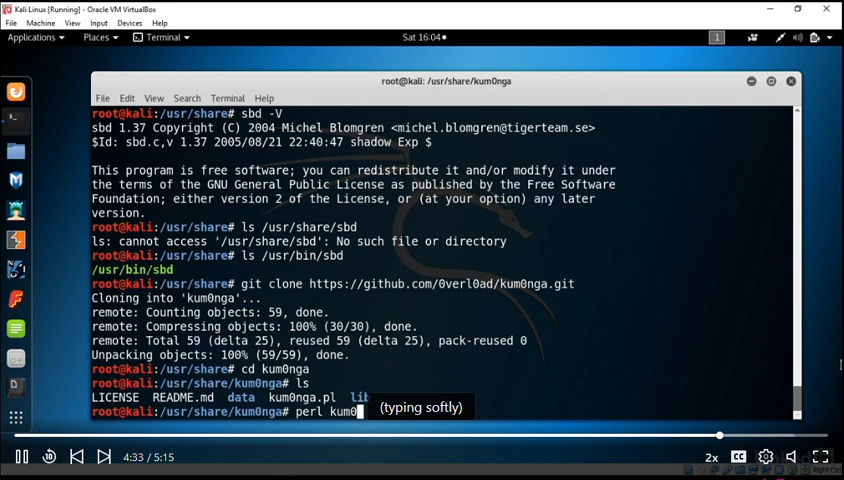 Kali Linux [Running] - Oracle VM VirtualBox
File Machine View Input Devices Help
Applications Places Terminal Sat 16:04 1
root@kali: /usr/share/kum0nga
File Edit View Search Terminal Help
root@kali:/usr/share# sbd -V
sbd 1.37 Copyright (C) 2004 Michel Blomgren <michel.blomgren@tigerteam.se>
$Id: sbd.c,v 1.37 2005/08/21 22:40:47 shadow Exp $
This program is free software; you can redistribute it and/or modify it under
the terms of the GNU General Public License as published by the Free Software
Foundation; either version 2 of the License, or (at your option) any later
version.
root@kali:/usr/share# ls /usr/share/sbd
ls: cannot access '/usr/share/sbd': No such file or directory
root@kali:/usr/share# ls /usr/bin/sbd
/usr/bin/sbd
root@kali:/usr/share# git clone https://github.com/0verl0ad/kum0nga.git
Cloning into 'kum0nga'...
remote: Counting objects: 59, done.
remote: Compressing objects: 100% (30/30), done.
remote: Total 59 (delta 25), reused 59 (delta 25), pack-reused 0
Unpacking objects: 100% (59/59), done.
root@kali:/usr/share# cd kum0nga
root@kali:/usr/share/kum0nga# ls
LICENSE README.md data kum0nga.pl lib
root@kali:/usr/share/kum0nga# perl kum0
(typing softly)
4:33 / 5:15 2x CC
Right Ctrl